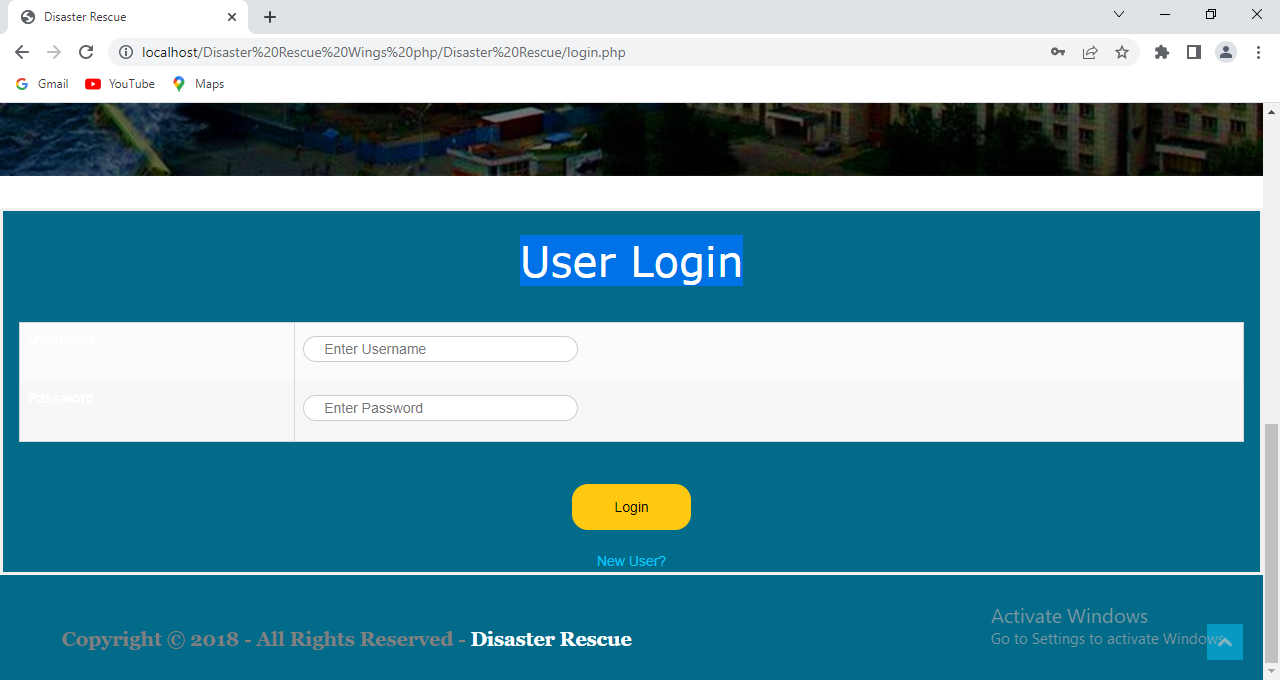 Disaster Rescue
localhost/Disaster%20Rescue%20Wings%20php/Disaster%20Rescue/login.php
Gmail YouTube Maps
User Login
Username Enter Username
Password Enter Password
Login
New User?
Copyright © 2018 - All Rights Reserved - Disaster Rescue
Activate Windows
Go to Settings to activate Windows.